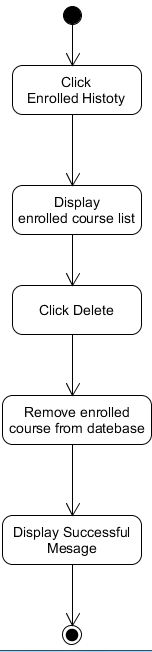 Click
Enrolled Histoty
Display
enrolled course list
Click Delete
Remove enrolled
course from datebase
Display Successful
Mesage